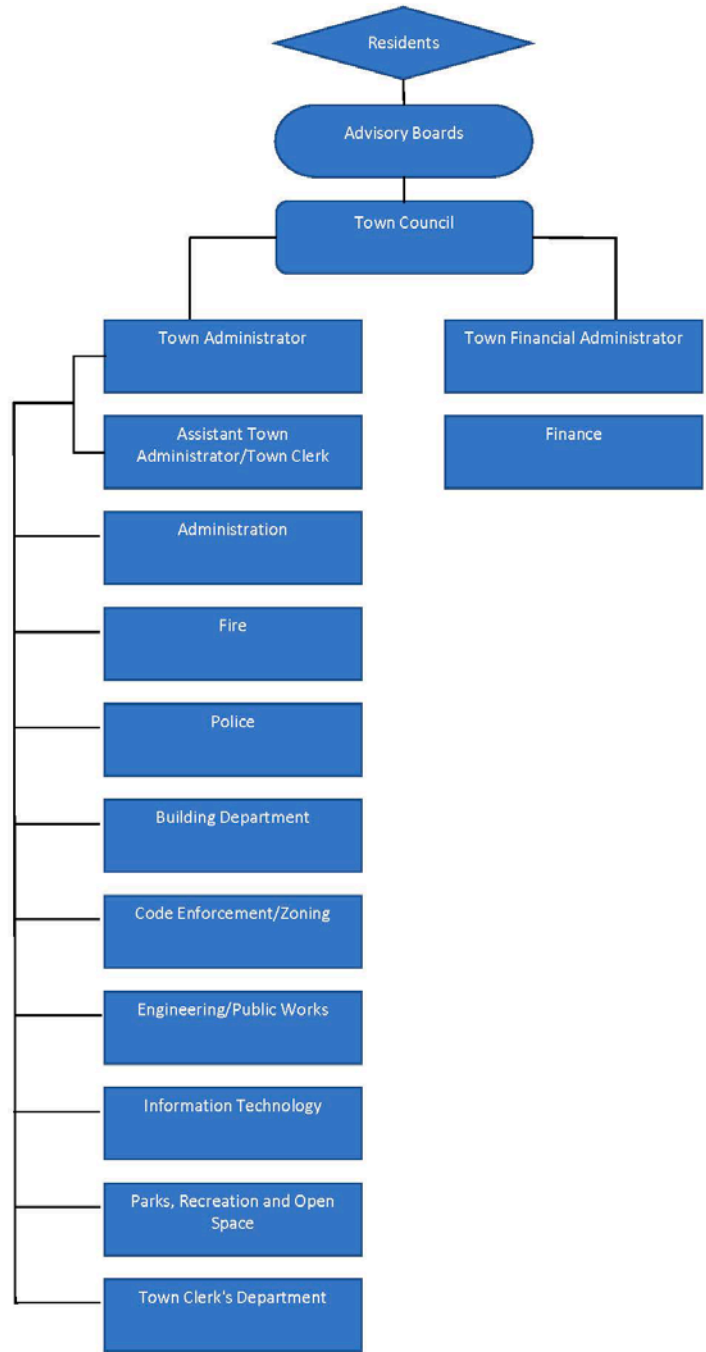 Residents
Advisory Boards
Town Council
Town Administrator
Town Financial Administrator
Assistant Town
Administrator/Town Clerk
Finance
Administration
Fire
Police
Building Department
Code Enforcement/Zoning
Engineering/Public Works
Information Technology
Parks, Recreation and Open
Space
Town Clerk's Department